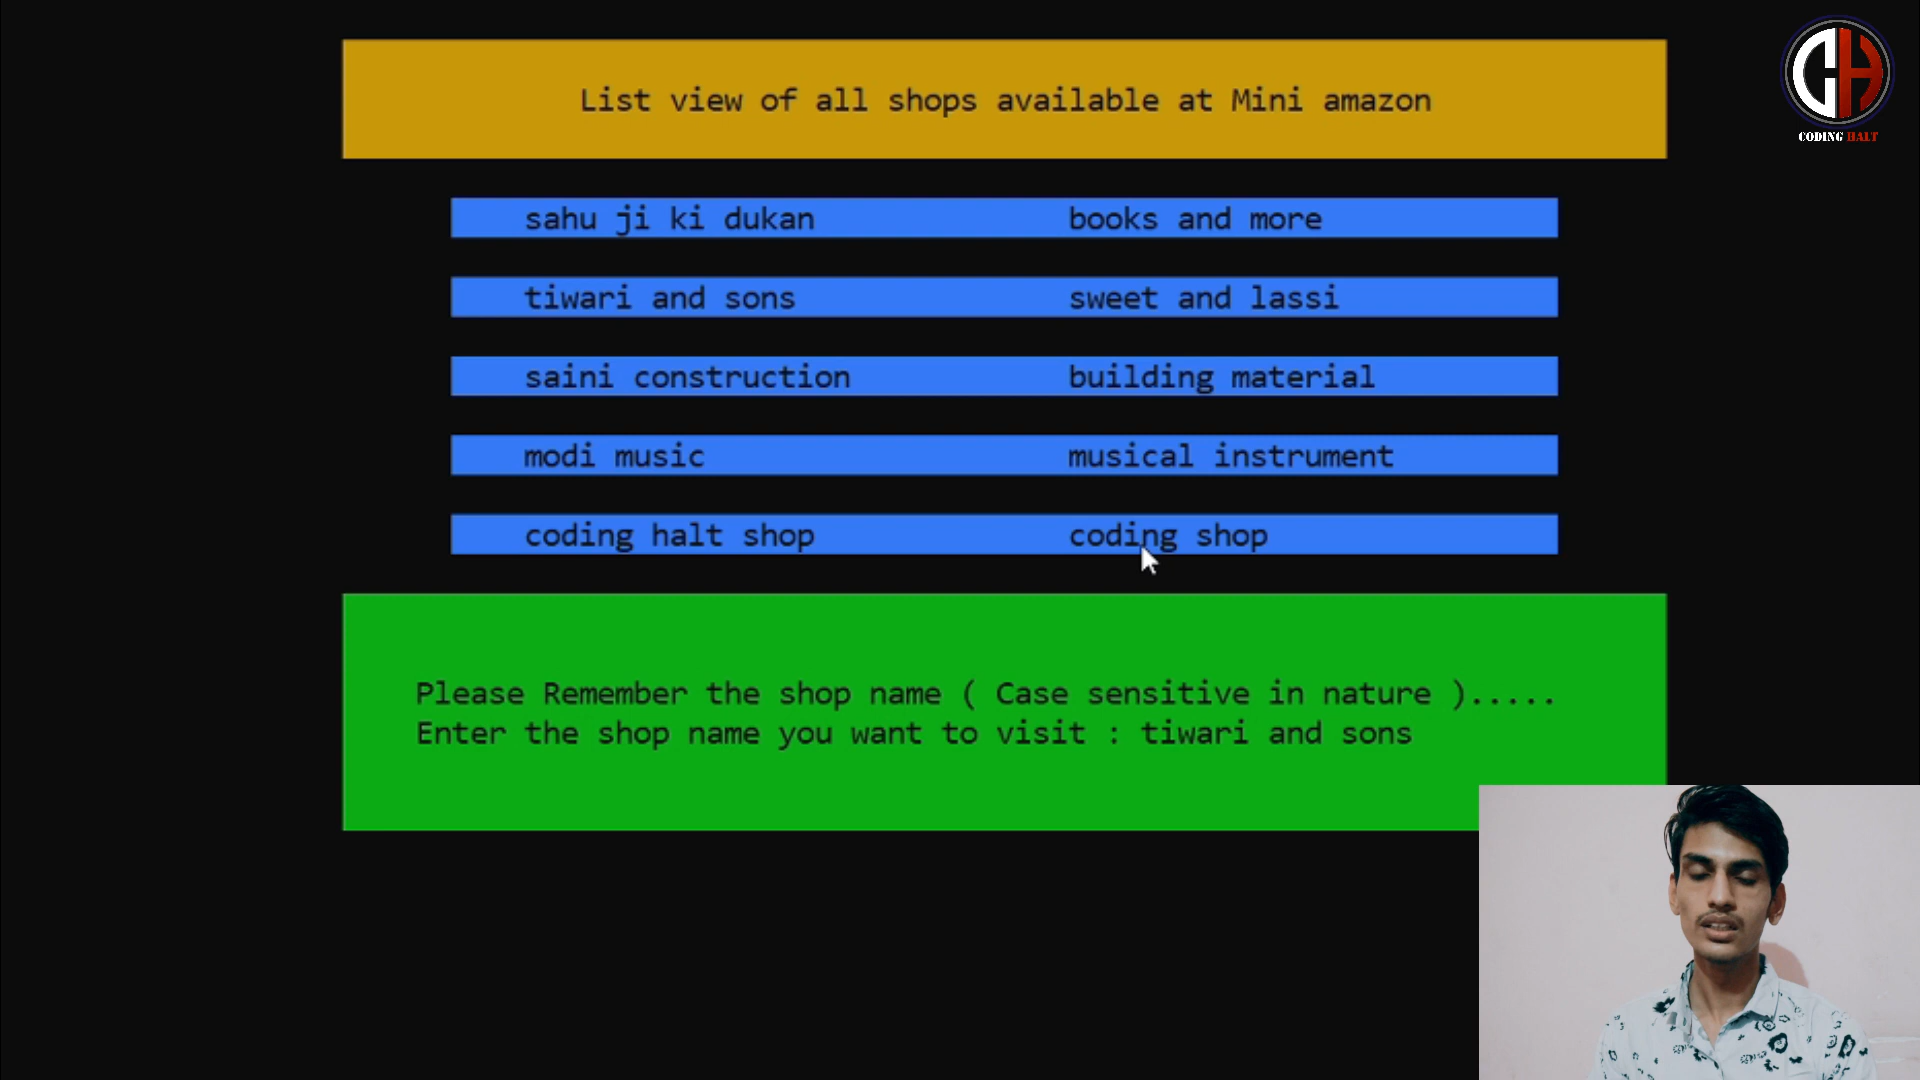 List view of all shops available at Mini amazon
CODING HALT
sahu ji ki dukan books and more
tiwari and sons sweet and lassi
saini construction building material
modi music musical instrument
coding halt shop coding shop
Please Remember the shop name ( Case sensitive in nature ).....
Enter the shop name you want to visit : tiwari and sons